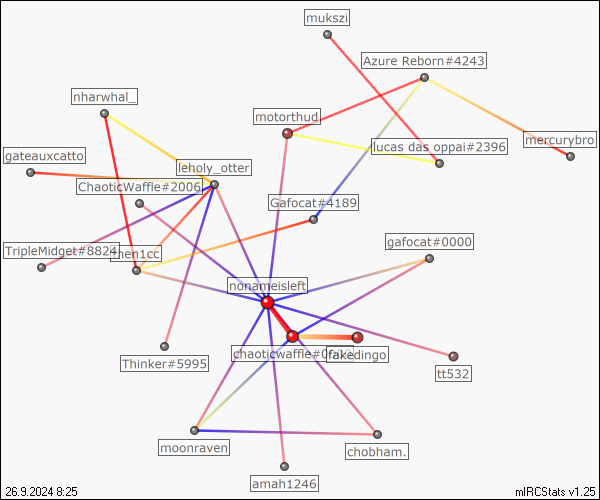 mukszi
Azure Reborn#4243
nharwhal_
motorthud
mercurybro
lucas das oppai#2396
gateauxcatto
leholy_otter
ChaoticWaffle#2006
Gafocat#4189
gafocat#0000
TripleMidget#8824
then1cc
nonameisleft
fakedingo
Thinker#5995
tt532
moonraven
chobham.
amah1246
26.9.2024 8:25
mIRCStats v1.25